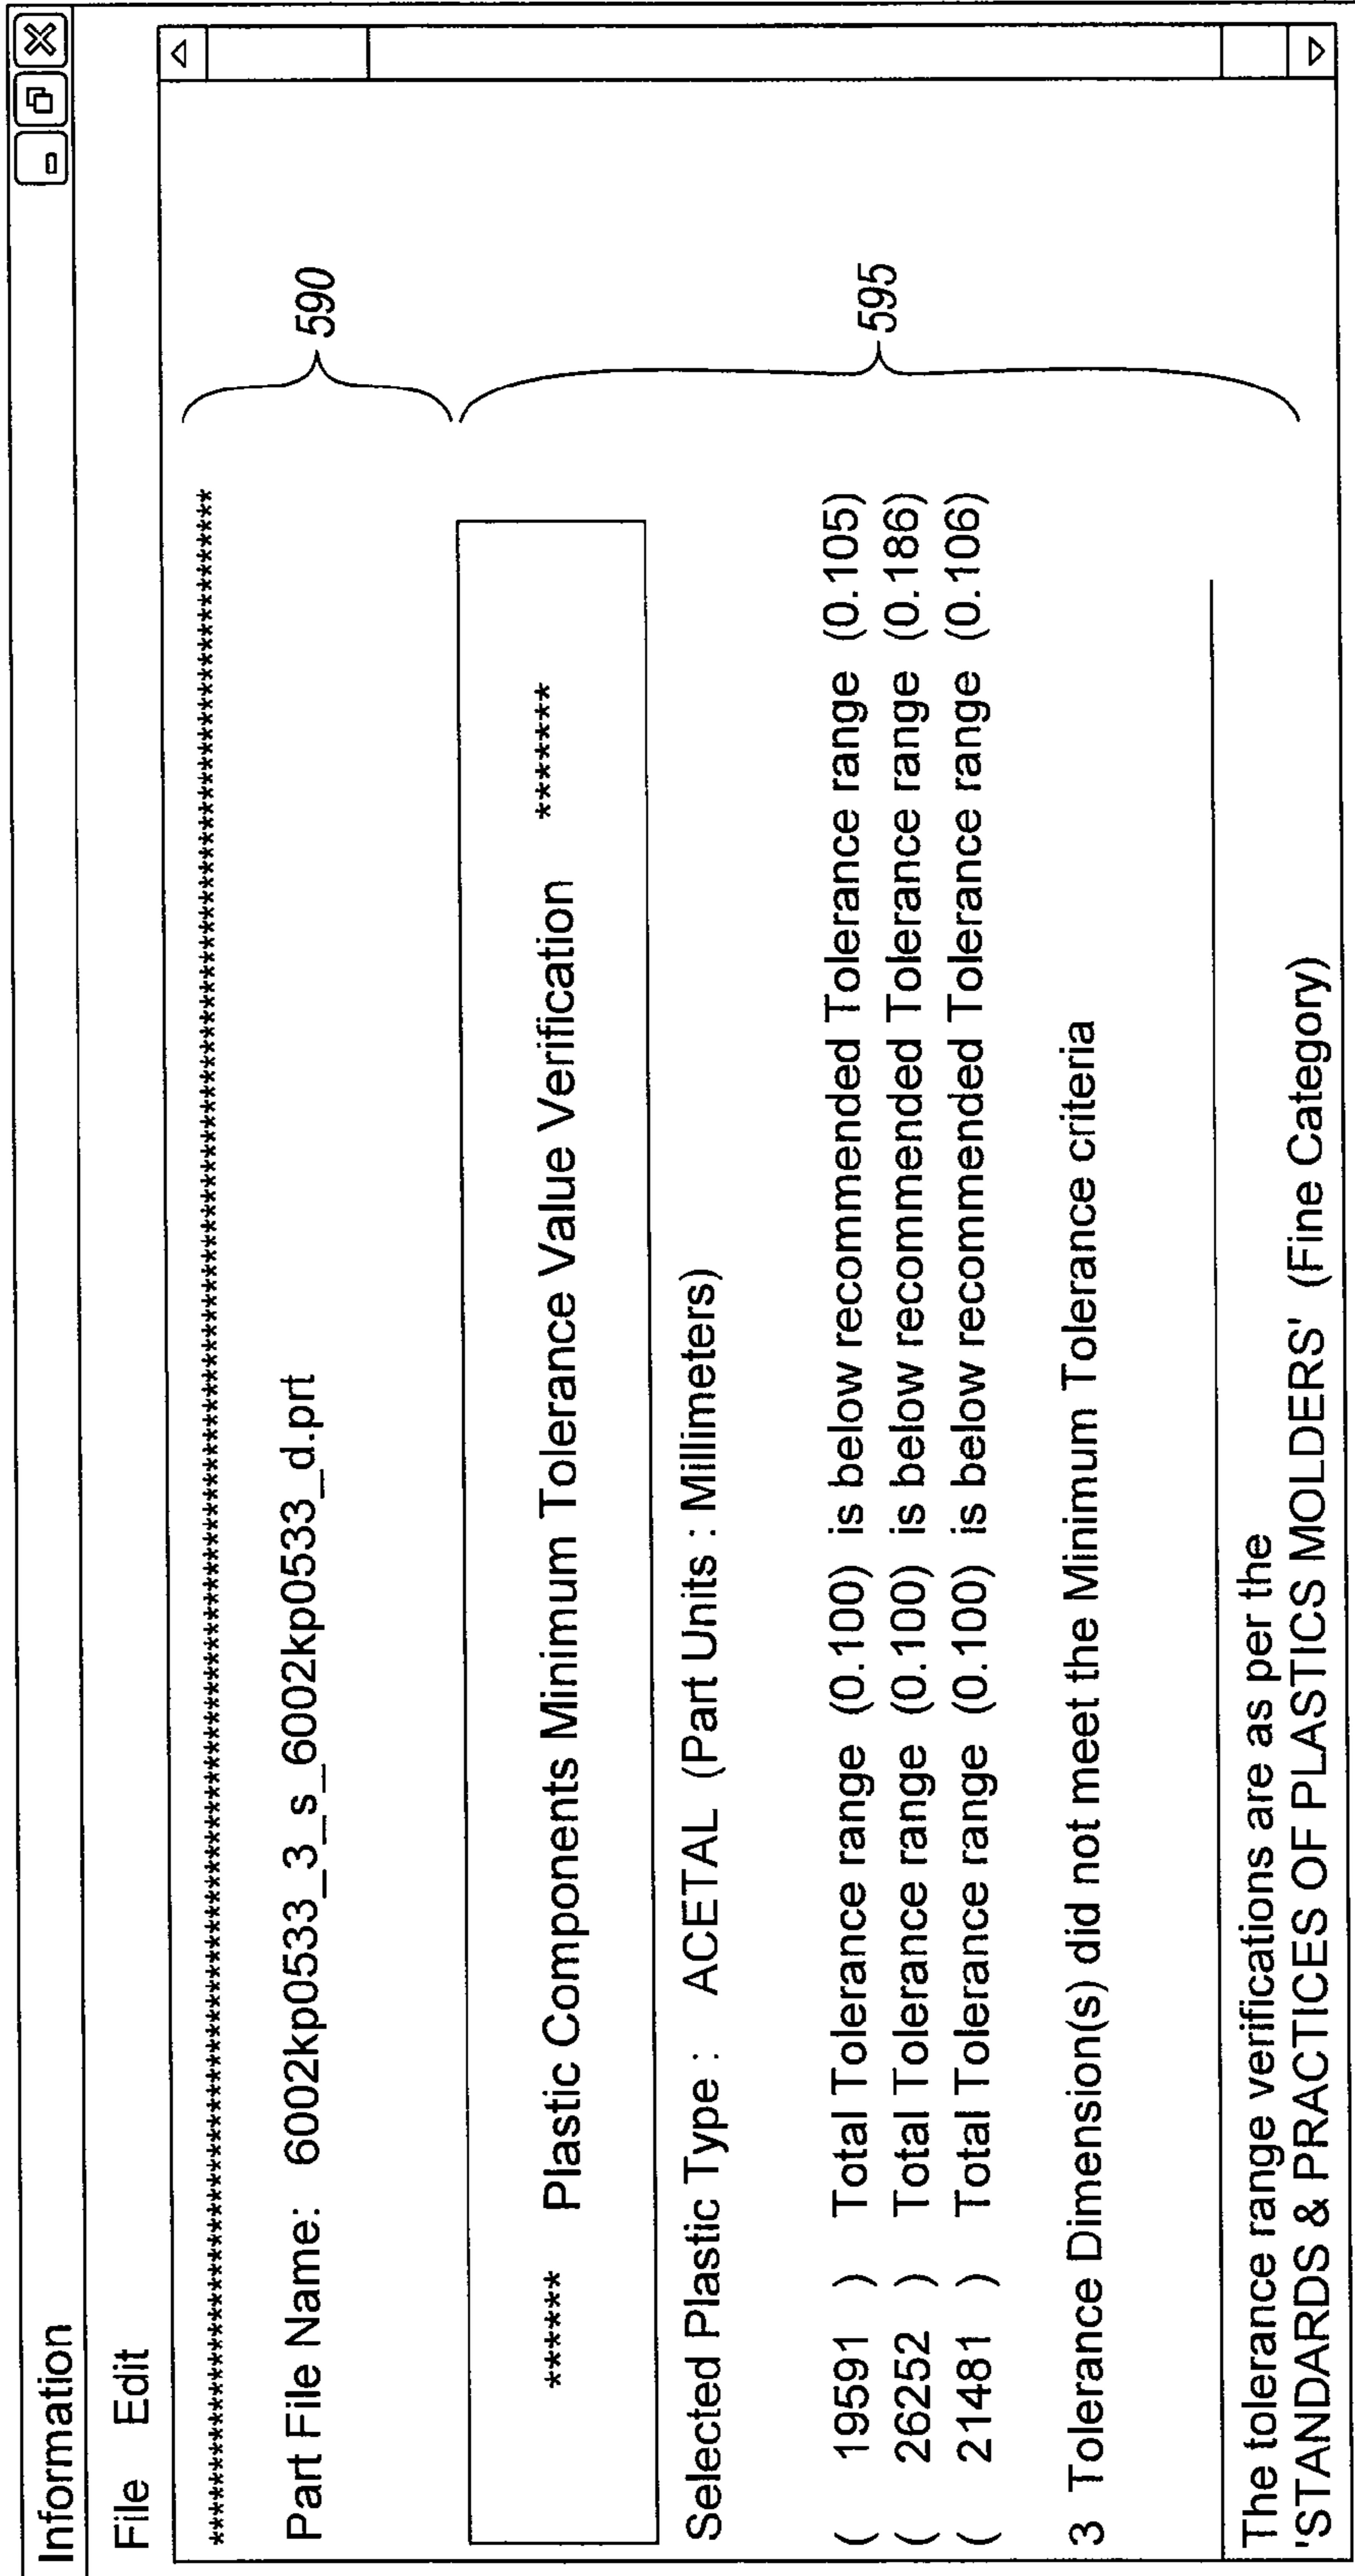 Information
File Edit
************************************************************************************************************
590
Part File Name: 6002kp0533_3_s_6002kp0533_d.prt
****** Plastic Components Minimum Tolerance Value Verification *******
Selected Plastic Type : ACETAL (Part Units : Millimeters)
595
( 19591 ) Total Tolerance range (0.100) is below recommended Tolerance range (0.105)
( 26252 ) Total Tolerance range (0.100) is below recommended Tolerance range (0.186)
( 21481 ) Total Tolerance range (0.100) is below recommended Tolerance range (0.106)
3 Tolerance Dimension(s) did not meet the Minimum Tolerance criteria
The tolerance range verifications are as per the
'STANDARDS & PRACTICES OF PLASTICS MOLDERS' (Fine Category)